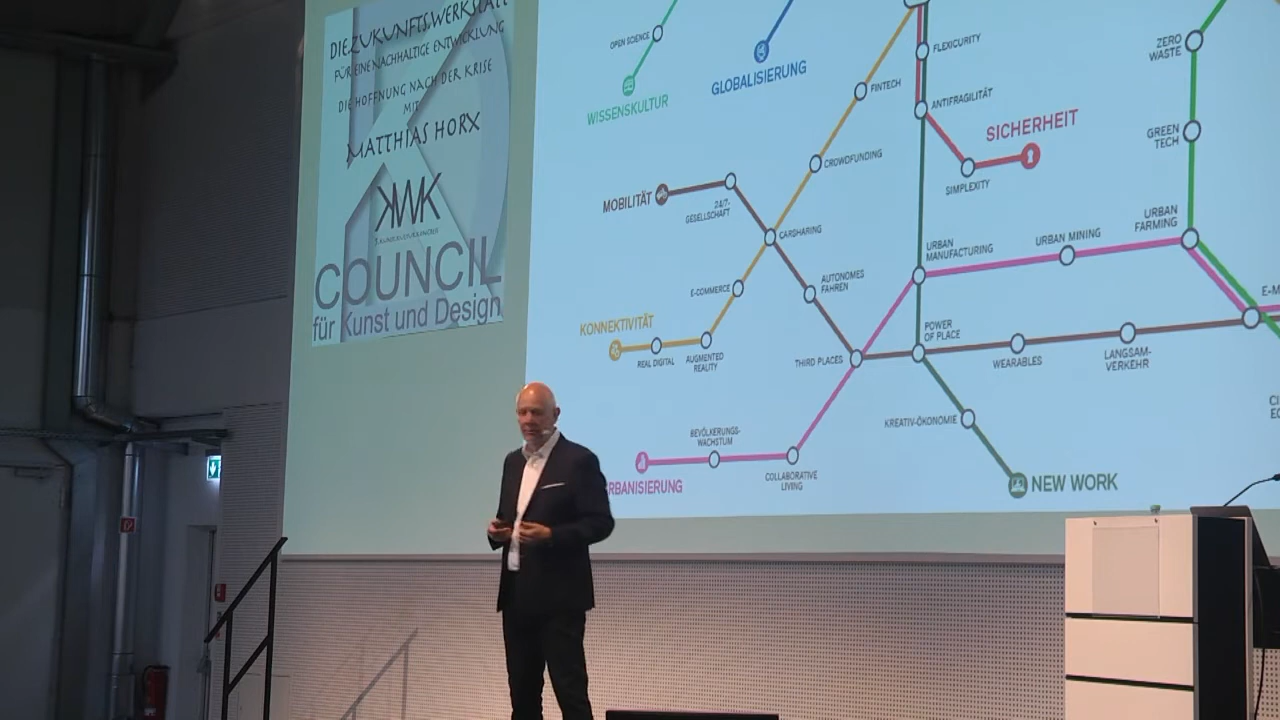 DIE ZUKUNFTSWERKSTATT
FÜR EINE NACHHALTIGE ENTWICKLUNG
DIE HOFFNUNG NACH DER KRISE
MIT
MATTHIAS HORX
KWK
COUNCIL
für Kunst und Design
OPEN SCIENCE
WISSENSKULTUR
GLOBALISIERUNG
FLEXICURITY
FINTECH
ANTIFRAGILITÄT
SICHERHEIT
SIMPLEXITY
CROWDFUNDING
MOBILITÄT
24/7-
GESELLSCHAFT
CARSHARING
E-COMMERCE
AUTONOMES
FAHREN
KONNEKTIVITÄT
REAL DIGITAL
AUGMENTED
REALITY
THIRD PLACES
BEVÖLKERUNGS-
WACHSTUM
RBANISIERUNG
COLLABORATIVE
LIVING
ZERO
WASTE
GREEN
TECH
URBAN
FARMING
URBAN MINING
URBAN
MANUFACTURING
POWER
OF PLACE
WEARABLES
LANGSAM-
VERKEHR
E-M
KREATIV-ÖKONOMIE
NEW WORK
CI